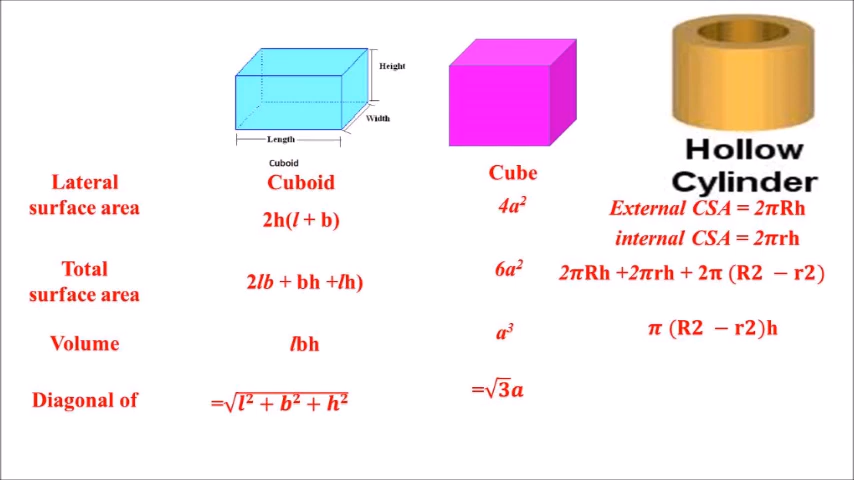 Height
Width
Length
Cuboid
Hollow
Cylinder
Lateral
surface area
Cuboid
2h(l + b)
Cube
4a²
External CSA = 2πRh
internal CSA = 2πrh
Total
surface area
2lb + bh +lh)
6a²
2πRh +2πrh + 2π (R2 − r2)
Volume
lbh
a³
π (R2 − r2)h
Diagonal of
=√l² + b² + h²
=√3a